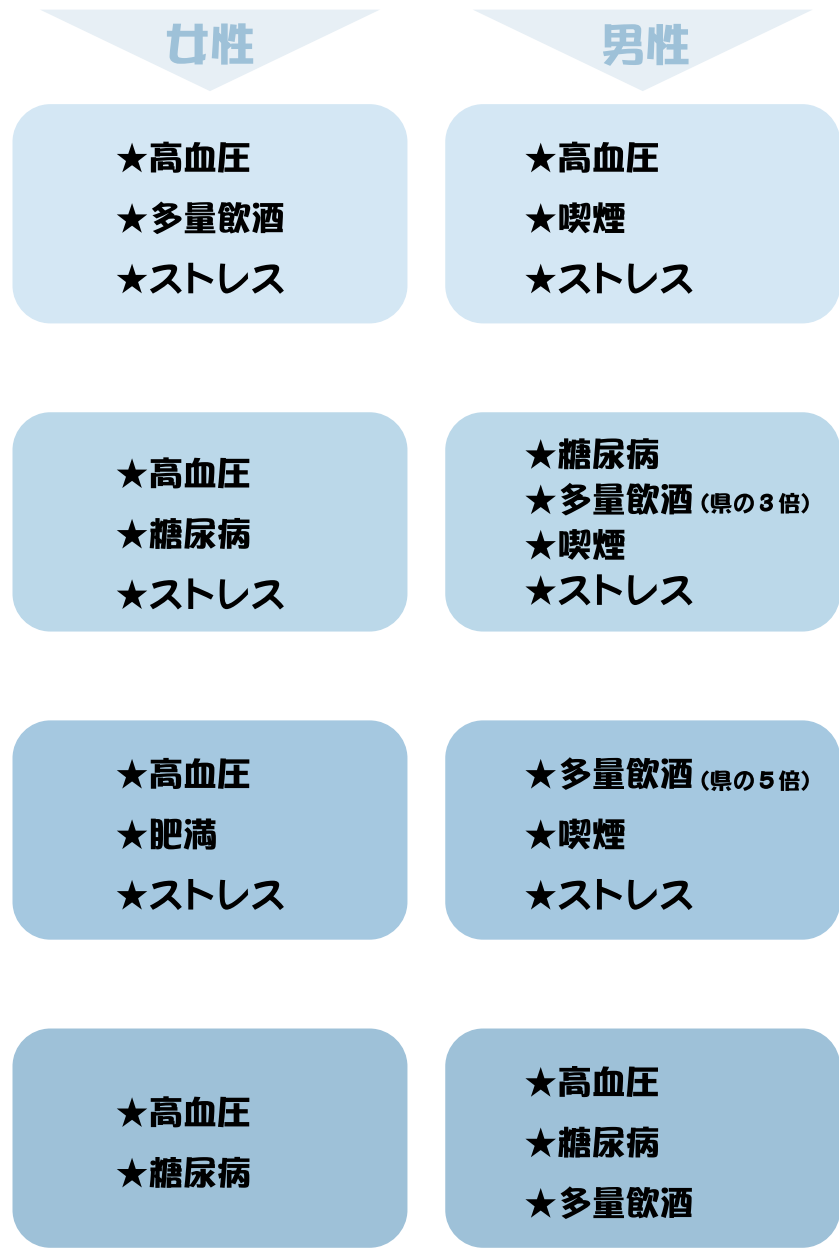 女性
男性
★高血圧
★多量飲酒
★ストレス
★高血圧
★喫煙
★ストレス
★高血圧
★糖尿病
★ストレス
★糖尿病
★多量飲酒（県の３倍）
★喫煙
★ストレス
★高血圧
★肥満
★ストレス
★多量飲酒（県の５倍）
★喫煙
★ストレス
★高血圧
★糖尿病
★高血圧
★糖尿病
★多量飲酒